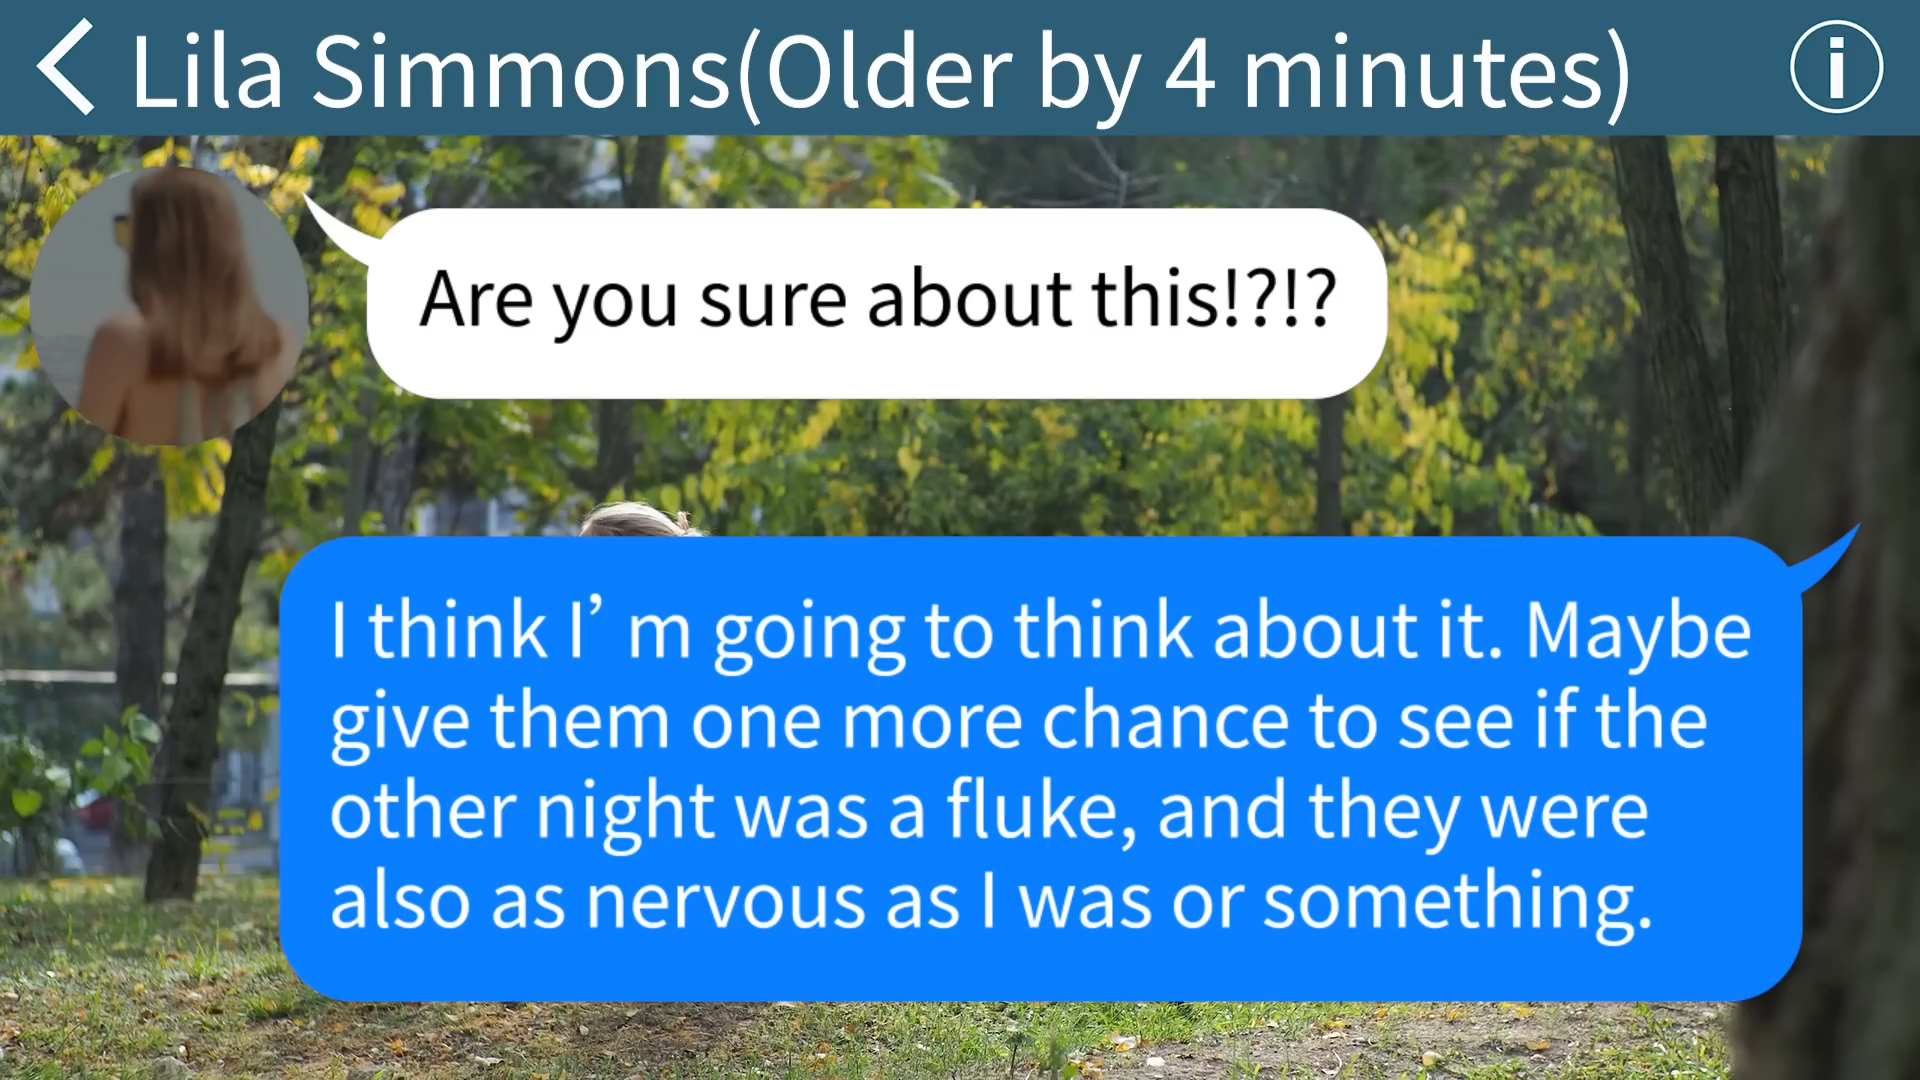 Lila Simmons(Older by 4 minutes)
Are you sure about this!?!?
I think I’m going to think about it. Maybe
give them one more chance to see if the
other night was a fluke, and they were
also as nervous as I was or something.